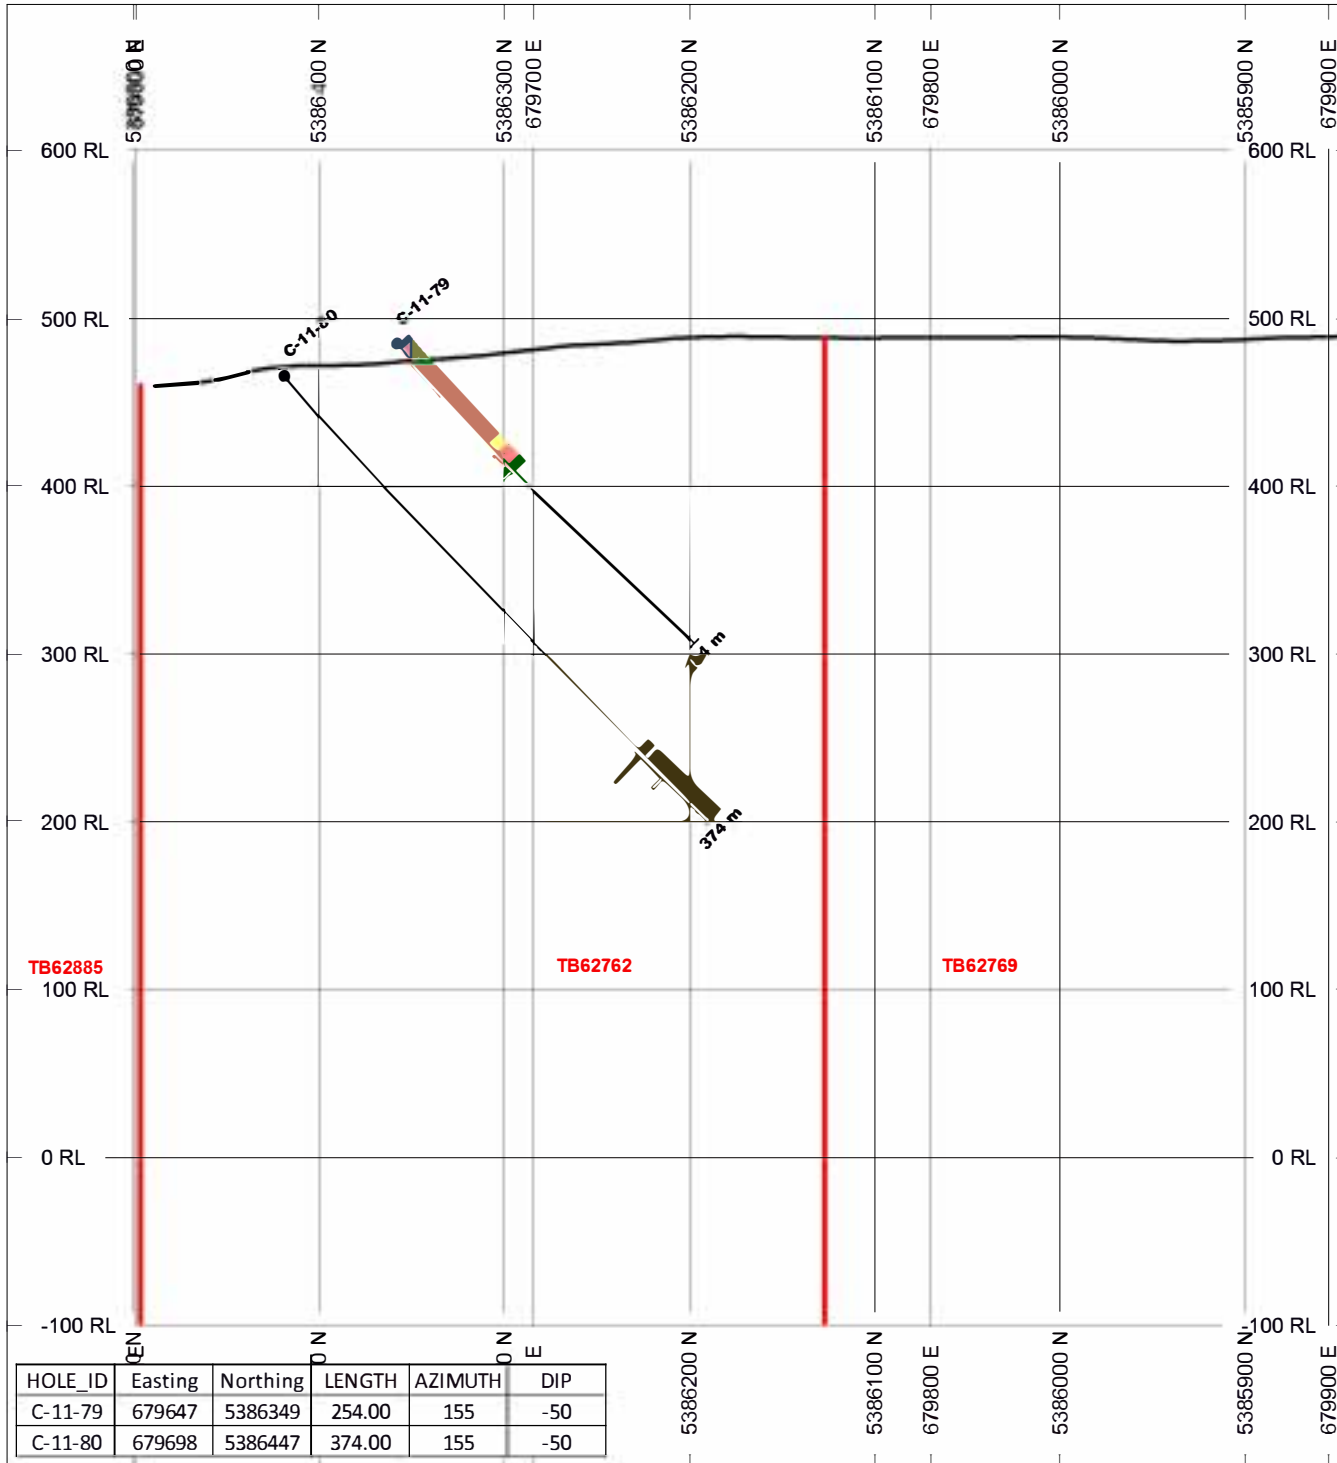 5386400 N
5386300 N
679700 E
5386200 N
5386100 N
679800 E
5386000 N
5385900 N
679900 E
600 RL
600 RL
C-11-79
500 RL
500 RL
400 RL
400 RL
4 m
300 RL
300 RL
200 RL
200 RL
374 m
TB62885
TB62762
TB62769
100 RL
100 RL
0 RL
0 RL
-100 RL
-100 RL
5386200 N
5386100 N
679800 E
5386000 N
5385900 N
679900 E
HOLE_ID Easting Northing LENGTH AZIMUTH DIP
C-11-79 679647 5386349 254.00 155 -50
C-11-80 679698 5386447 374.00 155 -50